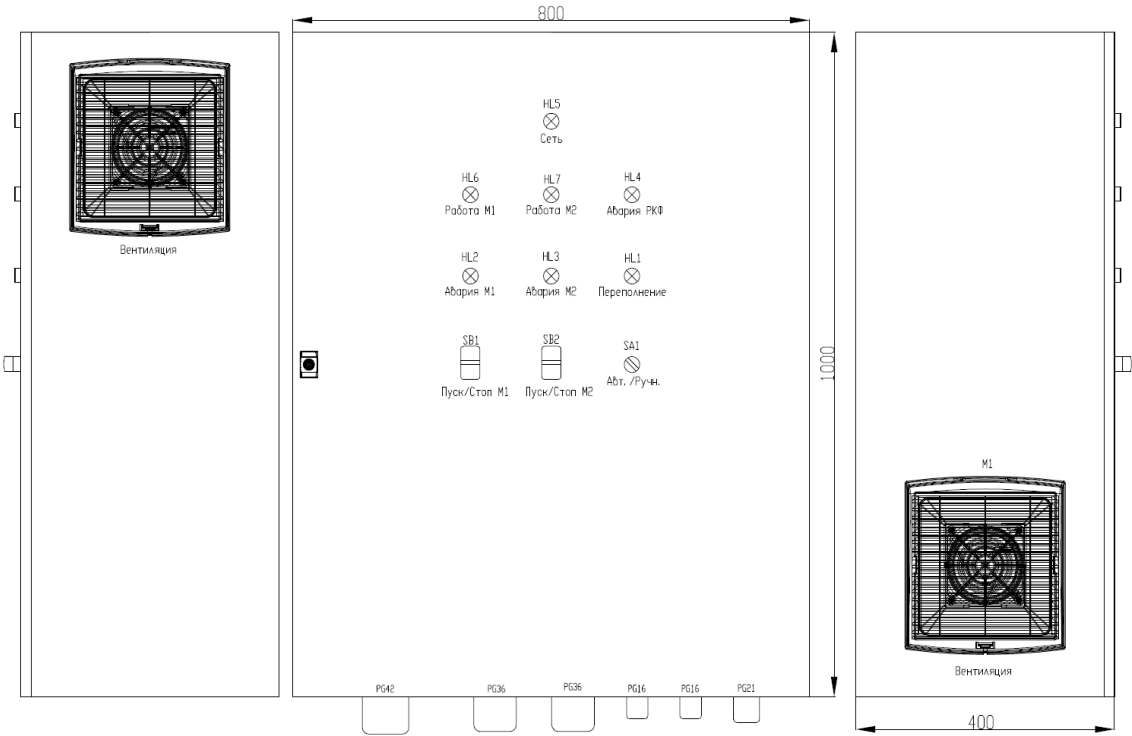 800
HL5
Сеть
HL6 HL7 HL4
Работа М1 Работа М2 Авария РКФ
Вентиляция
HL2 HL3 HL1
Авария М1 Авария М2 Переполнение
SB1 SB2 SA1
Пуск/Стоп М1 Пуск/Стоп М2 Авт. /Ручн.
1000
М1
Вентиляция
PG42 PG36 PG36 PG16 PG16 PG21
400